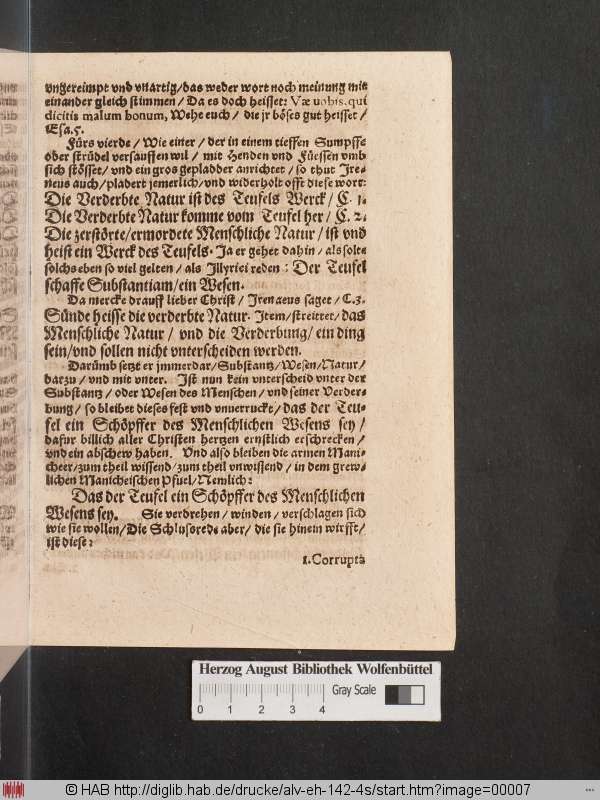 vngereimpt vnd vnartig/das weder wort noch meinung mit
einander gleich stimmen/ Da es doch heisset: Væ uobis, qui
dicitis malum bonum, Wehe euch/ die jr böses gut heisset/
Esa.5.
Fürs vierde/ Wie einer/ der in einem tieffen Sumpffe
ober strüdel versauffen wil/ mit Henden vnd Füessen vmb
sich stösset/ vnd ein gros gepladder anrichtet/ so thut Ire-
neus auch/ pladert jemerlich/vnd widerholt offt diese wort:
Die Verderbte Natur ist des Teufels Werck/ C. 1.
Die Verderbte Natur komme vom Teufel her/ C. 2.
Die zerstörte/ermordete Menschliche Natur/ ist vnd
heist ein Werck des Teufels. Ja er gehet dahin/ als solte
solchs eben so viel gelten/ als Illyrici reden: Der Teufel
schaffe Substantiam/ein Wesen.
Da mercke drauff lieber Christ/ Irenaeus saget/ C.3.
Sünde heisse die verderbte Natur. Item/streittet/das
Menschliche Natur/ vnd die Verderbung/ ein ding
sein/vnd sollen nicht vnterscheiden werden.
Darümb setzt er jmmerdar/Substantz/Wesen/Natur/
darzu/ vnd mit vnter. Ist nun kein vnterscheid vnter der
Substantz/ oder Wesen des Menschen/ vnd seiner Verder-
bung/ so bleibet dieses fest vnd vnuerruckt/ das der Teu-
fel ein Schöpffer des Menschlichen Wesens sey/
dafur billich aller Christen hertzen ernstlich erschrecken/
vnd ein abschew haben. Vnd also bleiben die armen Mani-
cheer/zum theil wissend/zum theil vnwissend/ in dem grew-
lichen Manicheischen Pfuel/Nemlich:
Das der Teufel ein Schöpffer des Menschlichen
Wesens sey. Sie verdrehen/ winden/ verschlagen sich
wie sie wollen/Die Schlusrede aber/ die sie hinein wirfft/
ist diese:
1. Corrupta
Herzog August Bibliothek Wolfenbüttel
Gray Scale
0 1 2 3 4
© HAB http://diglib.hab.de/drucke/alv-eh-142-4s/start.htm?image=00007